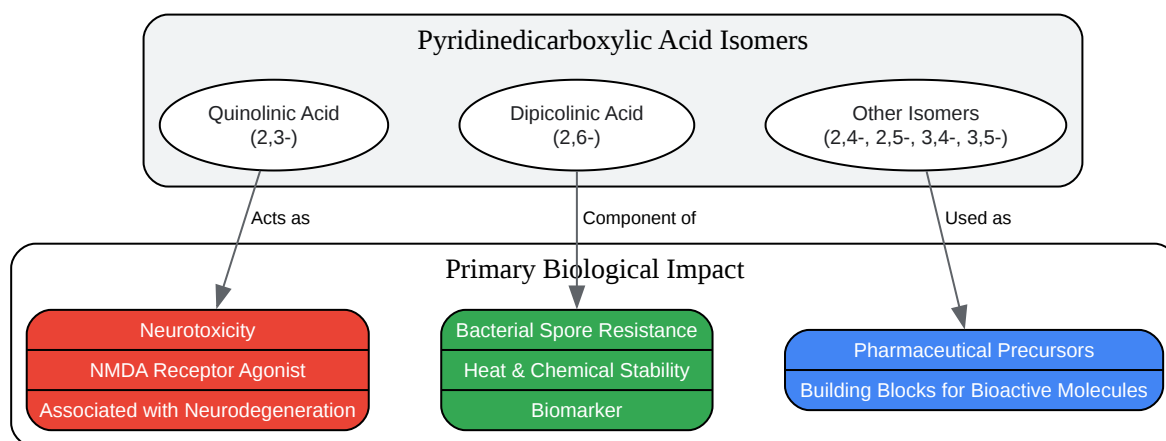 Pyridinedicarboxylic Acid Isomers
Quinolinic Acid
(2,3-)
Dipicolinic Acid
(2,6-)
Other Isomers
(2,4-, 2,5-, 3,4-, 3,5-)
Acts as
Component of
Used as
Primary Biological Impact
Neurotoxicity
NMDA Receptor Agonist
Associated with Neurodegeneration
Bacterial Spore Resistance
Heat & Chemical Stability
Biomarker
Pharmaceutical Precursors
Building Blocks for Bioactive Molecules